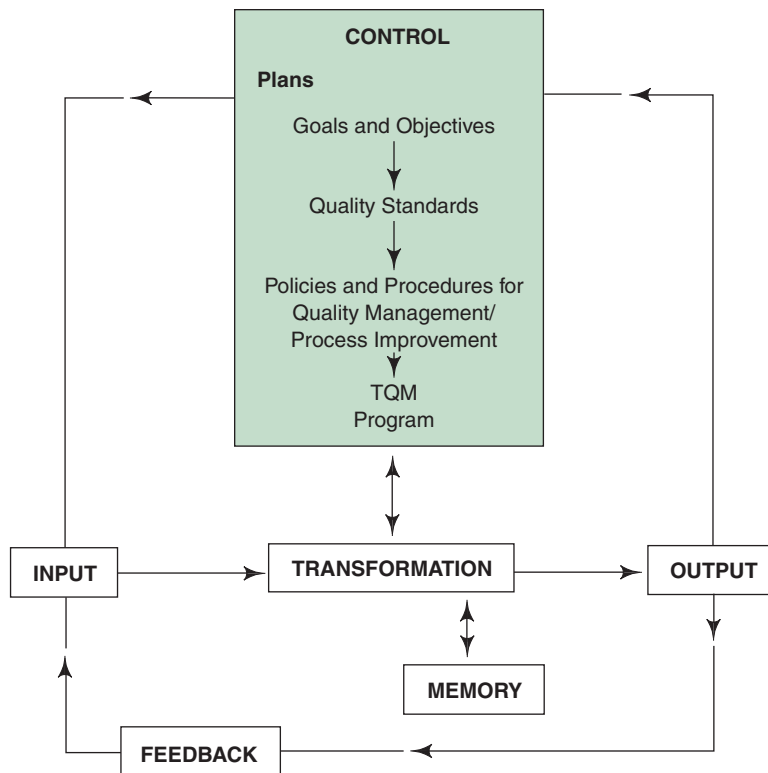 CONTROL
Plans
Goals and Objectives
Quality Standards
Policies and Procedures for
Quality Management/
Process Improvement
TQM
Program
INPUT
TRANSFORMATION
OUTPUT
MEMORY
FEEDBACK